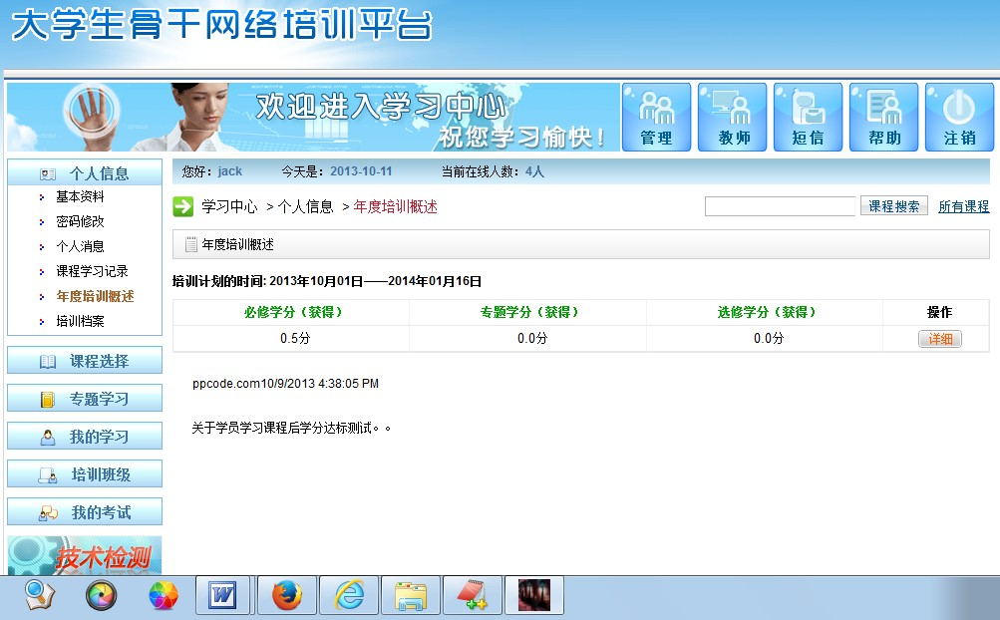 大学生骨干网络培训平台
欢迎进入学习中心
祝您学习愉快！
管理 教师 短信 帮助 注销
个人信息
基本资料
密码修改
个人消息
课程学习记录
年度培训概述
培训档案
课程选择
专题学习
我的学习
培训班级
我的考试
技术检测
您好：jack 今天是：2013-10-11 当前在线人数：4人
学习中心 > 个人信息 > 年度培训概述 课程搜索 所有课程
年度培训概述
培训计划的时间: 2013年10月01日——2014年01月16日
必修学分（获得） 专题学分（获得） 选修学分（获得） 操作
0.5分 0.0分 0.0分 详细
ppcode.com10/9/2013 4:38:05 PM
关于学员学习课程后学分达标测试。。